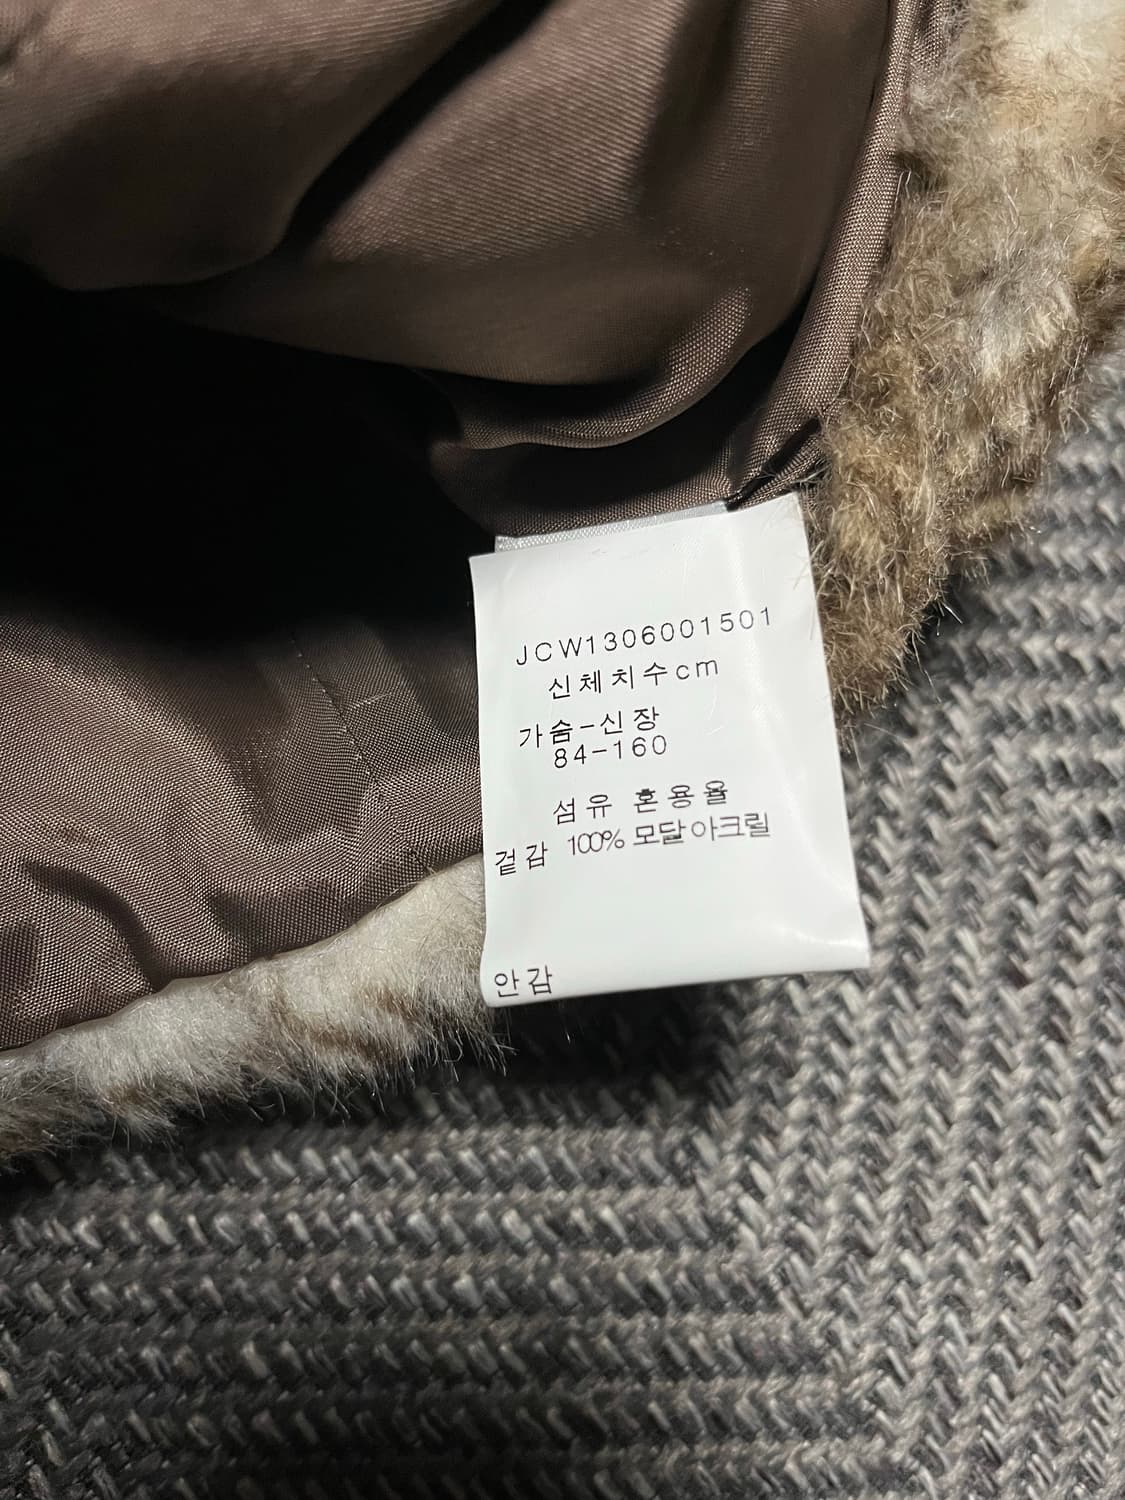 JCW1306001501
신체치수cm
가슴-신장
84-160
섬유 혼용율
겉감 100% 모달아크릴
안감